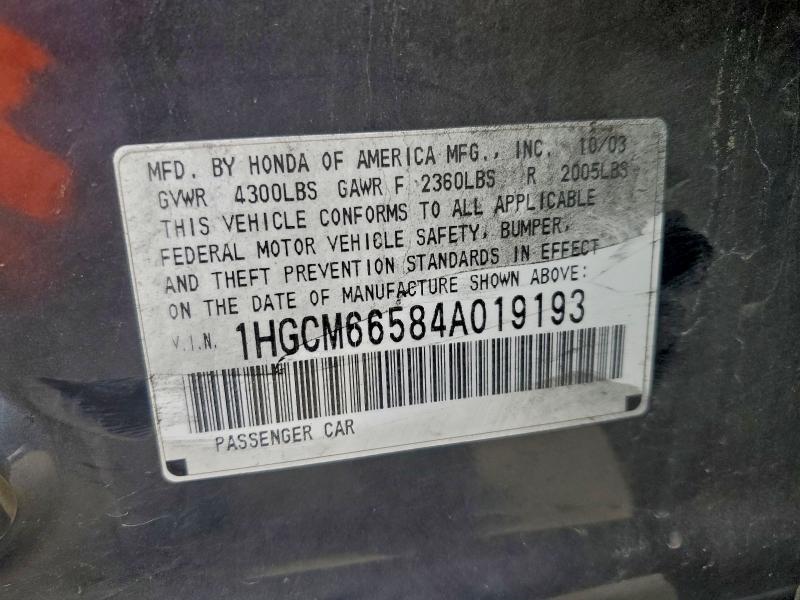 MFD. BY HONDA OF AMERICA MFG., INC. 10/03
GVWR 4300LBS GAWR F 2360LBS R 2005LBS
THIS VEHICLE CONFORMS TO ALL APPLICABLE
FEDERAL MOTOR VEHICLE SAFETY, BUMPER,
AND THEFT PREVENTION STANDARDS IN EFFECT
ON THE DATE OF MANUFACTURE SHOWN ABOVE:
V.I.N. 1HGCM66584A019193
PASSENGER CAR